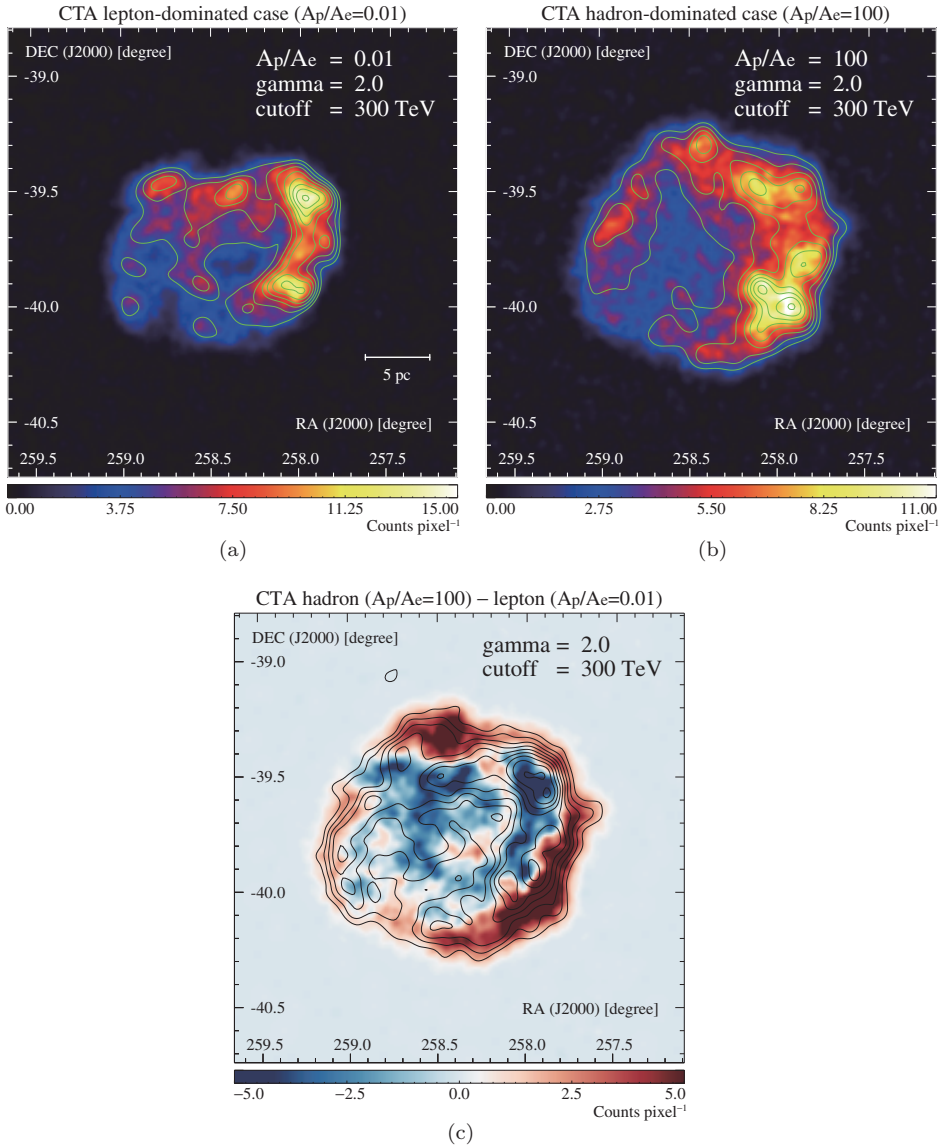 CTA lepton-dominated case (Ap/Ae=0.01)
DEC (J2000) [degree]
Ap/Ae = 0.01
gamma = 2.0
cutoff = 300 TeV
-39.0
-39.5
-40.0
-40.5
5 pc
RA (J2000) [degree]
259.5 259.0 258.5 258.0 257.5
0.00 3.75 7.50 11.25 15.00
Counts pixel⁻¹
(a)
CTA hadron-dominated case (Ap/Ae=100)
DEC (J2000) [degree]
Ap/Ae = 100
gamma = 2.0
cutoff = 300 TeV
-39.0
-39.5
-40.0
-40.5
RA (J2000) [degree]
259.5 259.0 258.5 258.0 257.5
0.00 2.75 5.50 8.25 11.00
Counts pixel⁻¹
(b)
CTA hadron (Ap/Ae=100) – lepton (Ap/Ae=0.01)
DEC (J2000) [degree]
gamma = 2.0
cutoff = 300 TeV
-39.0
-39.5
-40.0
-40.5
RA (J2000) [degree]
259.5 259.0 258.5 258.0 257.5
-5.0 -2.5 0.0 2.5 5.0
Counts pixel⁻¹
(c)